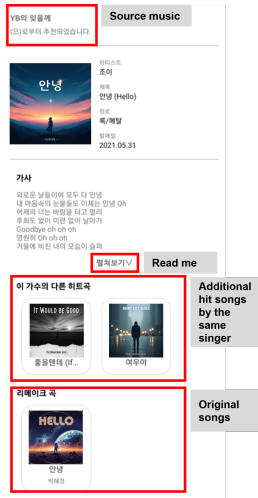 YB의 잊을께
(으)로부터 추천되었습니다.
Source music
안녕
아티스트
조이
제목
안녕 (Hello)
장르
록/메탈
발매일
2021.05.31
가사
외로운 날들이여 모두 다 안녕
내 마음속의 눈물들도 이제는 안녕 Oh
어제의 너는 바람을 타고 멀리
후회도 없이 미련 없이 날아가
Goodbye oh oh oh
영원히 Oh oh oh
거울에 비친 너의 모습이 슬퍼
펼쳐보기∨
Read me
이 가수의 다른 히트곡
Additional
hit songs
by the
same
singer
IT WOULD BE GOOD
좋을텐데 (If...
여우야
리메이크 곡
Original
songs
HELLO
안녕
박혜경